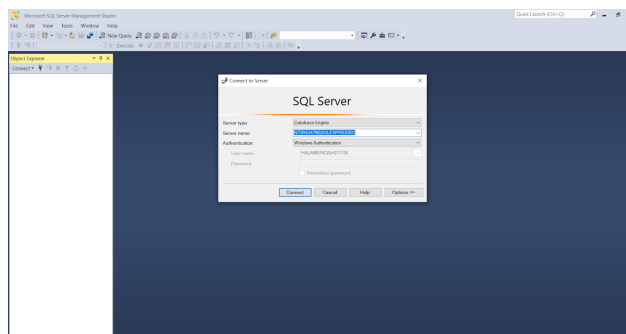 Microsoft SQL Server Management Studio
Quick Launch (Ctrl+Q)
File Edit View Tools Window Help
New Query
Execute
Object Explorer
Connect
Connect to Server
SQL Server
Server type: Database Engine
Server name:
Authentication: Windows Authentication
User name:
Password:
Remember password
Connect Cancel Help Options >>